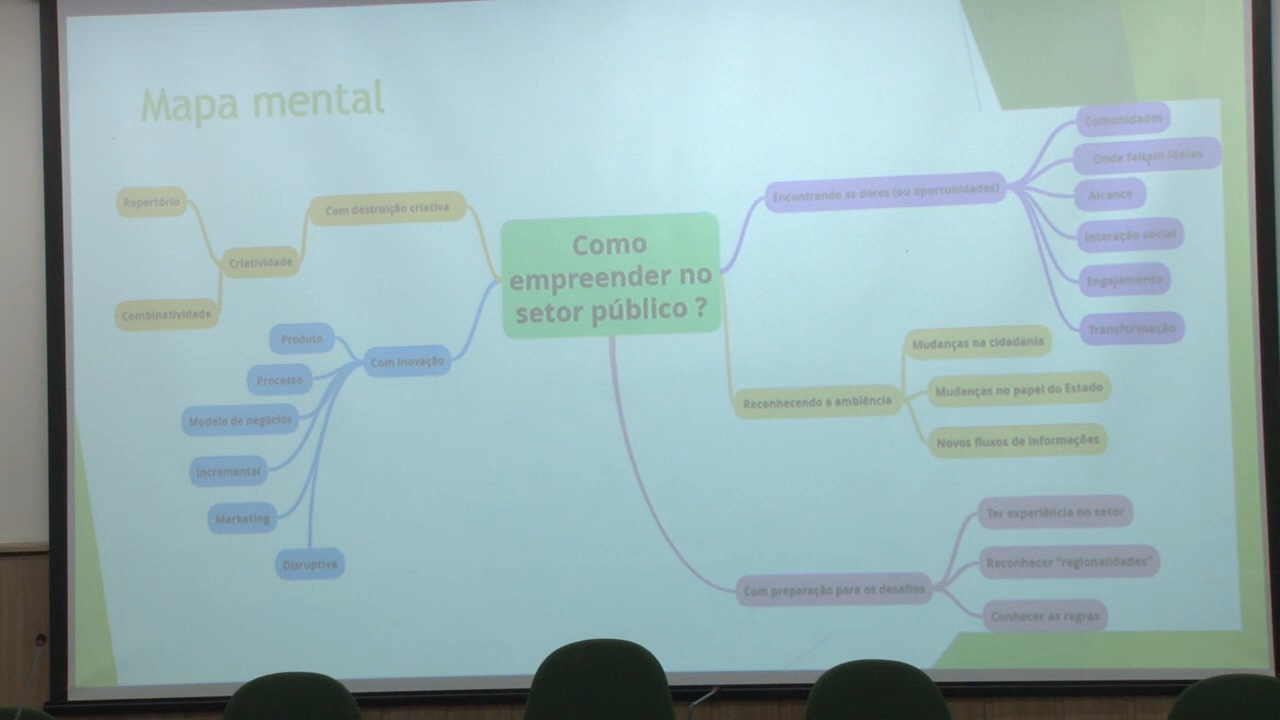 Mapa mental
Como
empreender no
setor público ?
Com destruição criativa
Criatividade
Repertório
Combinatividade
Com Inovação
Produto
Processo
Modelo de negócios
Incremental
Marketing
Disruptiva
Encontrando as dores (ou oportunidades)
Comunidades
Onde faltam ideias
Alcance
Interação social
Engajamento
Transformação
Reconhecendo a ambiência
Mudanças na cidadania
Mudanças no papel do Estado
Novos fluxos de informações
Com preparação para os desafios
Ter experiência no setor
Reconhecer "regionalidades"
Conhecer as regras